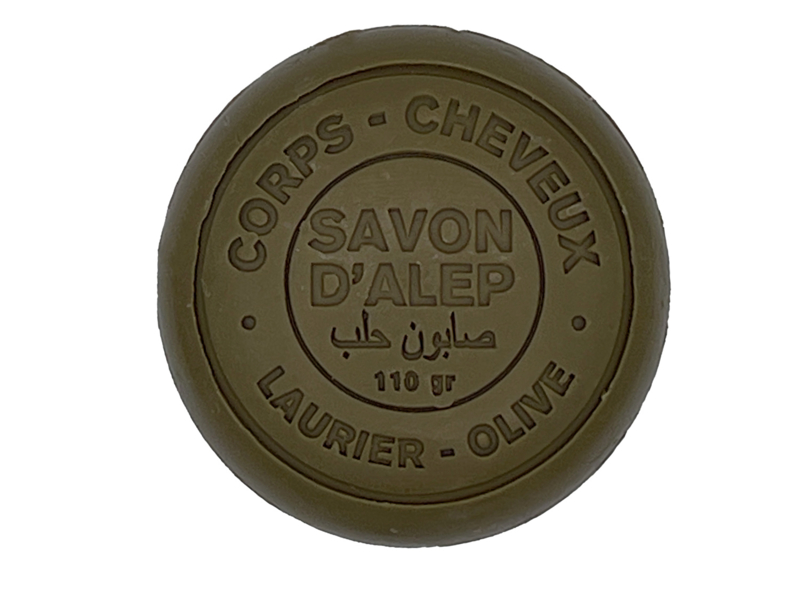 CORPS - CHEVEUX
SAVON
D'ALEP
صابون حلب
110 gr
LAURIER - OLIVE